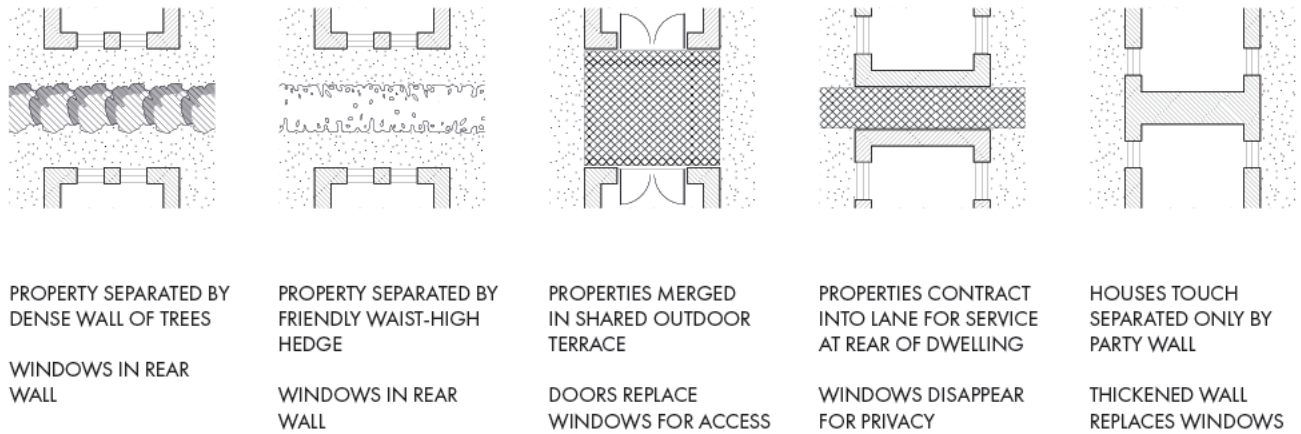 PROPERTY SEPARATED BY
DENSE WALL OF TREES
WINDOWS IN REAR
WALL
PROPERTY SEPARATED BY
FRIENDLY WAIST-HIGH
HEDGE
WINDOWS IN REAR
WALL
PROPERTIES MERGED
IN SHARED OUTDOOR
TERRACE
DOORS REPLACE
WINDOWS FOR ACCESS
PROPERTIES CONTRACT
INTO LANE FOR SERVICE
AT REAR OF DWELLING
WINDOWS DISAPPEAR
FOR PRIVACY
HOUSES TOUCH
SEPARATED ONLY BY
PARTY WALL
THICKENED WALL
REPLACES WINDOWS